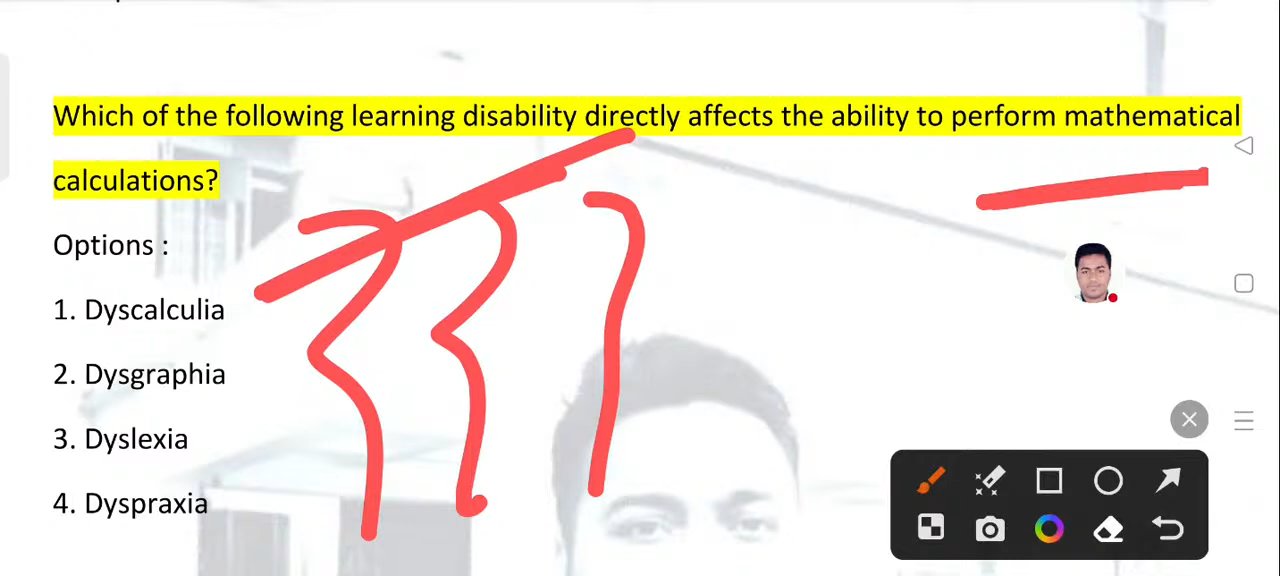 Which of the following learning disability directly affects the ability to perform mathematical
calculations?
Options :
1. Dyscalculia
2. Dysgraphia
3. Dyslexia
4. Dyspraxia